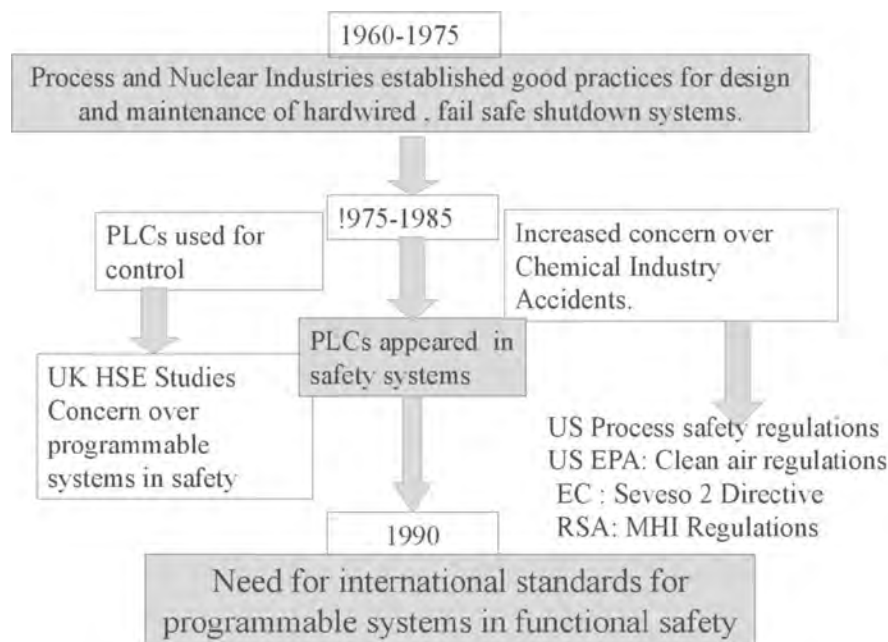 1960-1975
Process and Nuclear Industries established good practices for design
and maintenance of hardwired , fail safe shutdown systems.
!975-1985
PLCs used for
control
Increased concern over
Chemical Industry
Accidents.
PLCs appeared in
safety systems
UK HSE Studies
Concern over
programmable
systems in safety
US Process safety regulations
US EPA: Clean air regulations
EC : Seveso 2 Directive
RSA: MHI Regulations
1990
Need for international standards for
programmable systems in functional safety